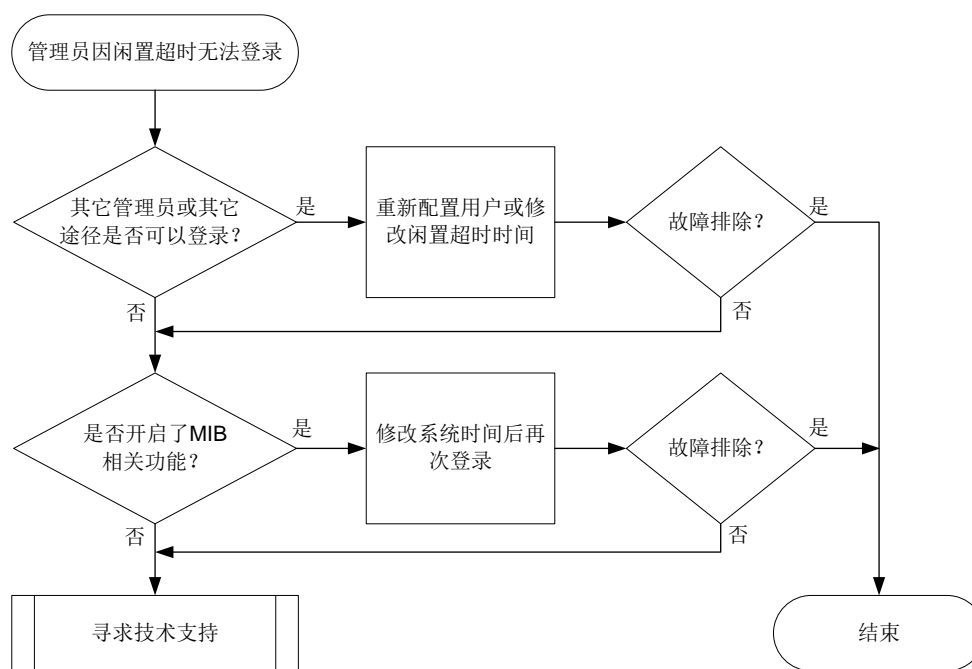 管理员因闲置超时无法登录
其它管理员或其它
途径是否可以登录？
是
重新配置用户或修
改闲置超时时间
故障排除？
是
否
否
是否开启了MIB
相关功能？
是
修改系统时间后再
次登录
故障排除？
是
否
否
寻求技术支持
结束